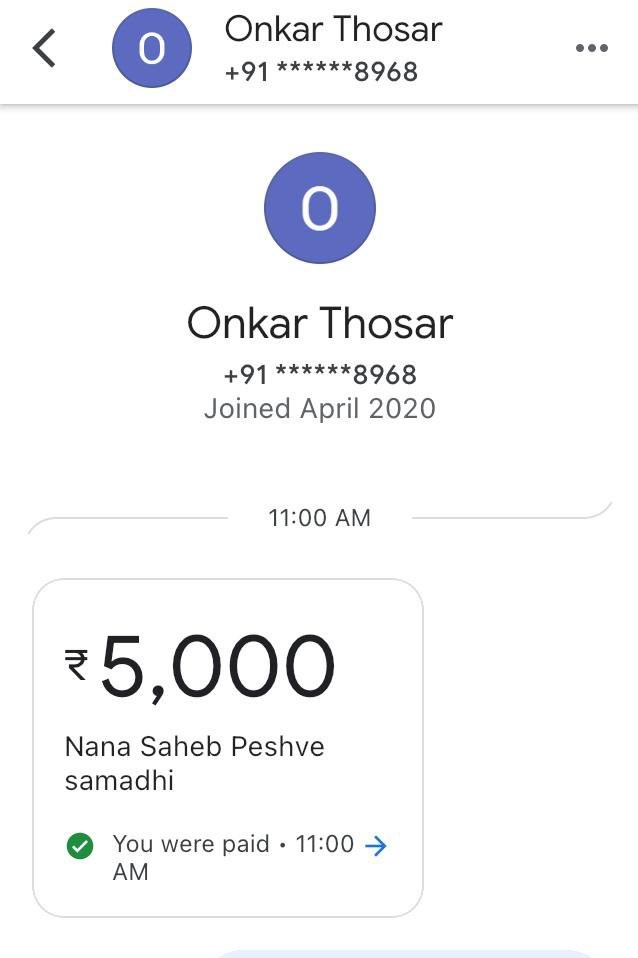 O
Onkar Thosar
+91 ******8968
O
Onkar Thosar
+91 ******8968
Joined April 2020
11:00 AM
₹5,000
Nana Saheb Peshve
samadhi
You were paid • 11:00
AM